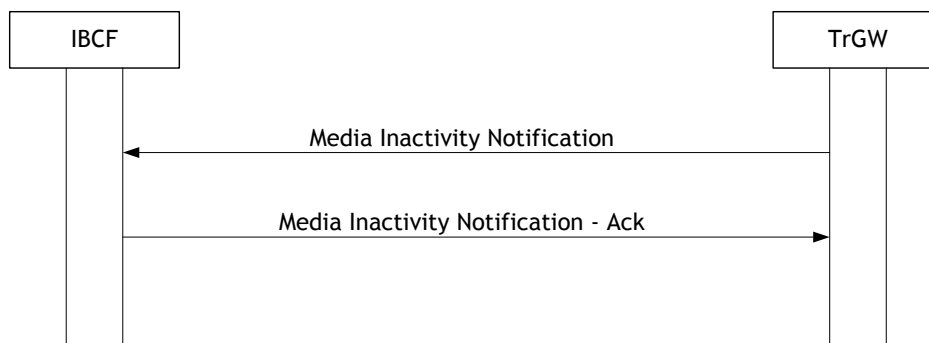 IBCF
TrGW
Media Inactivity Notification
Media Inactivity Notification - Ack